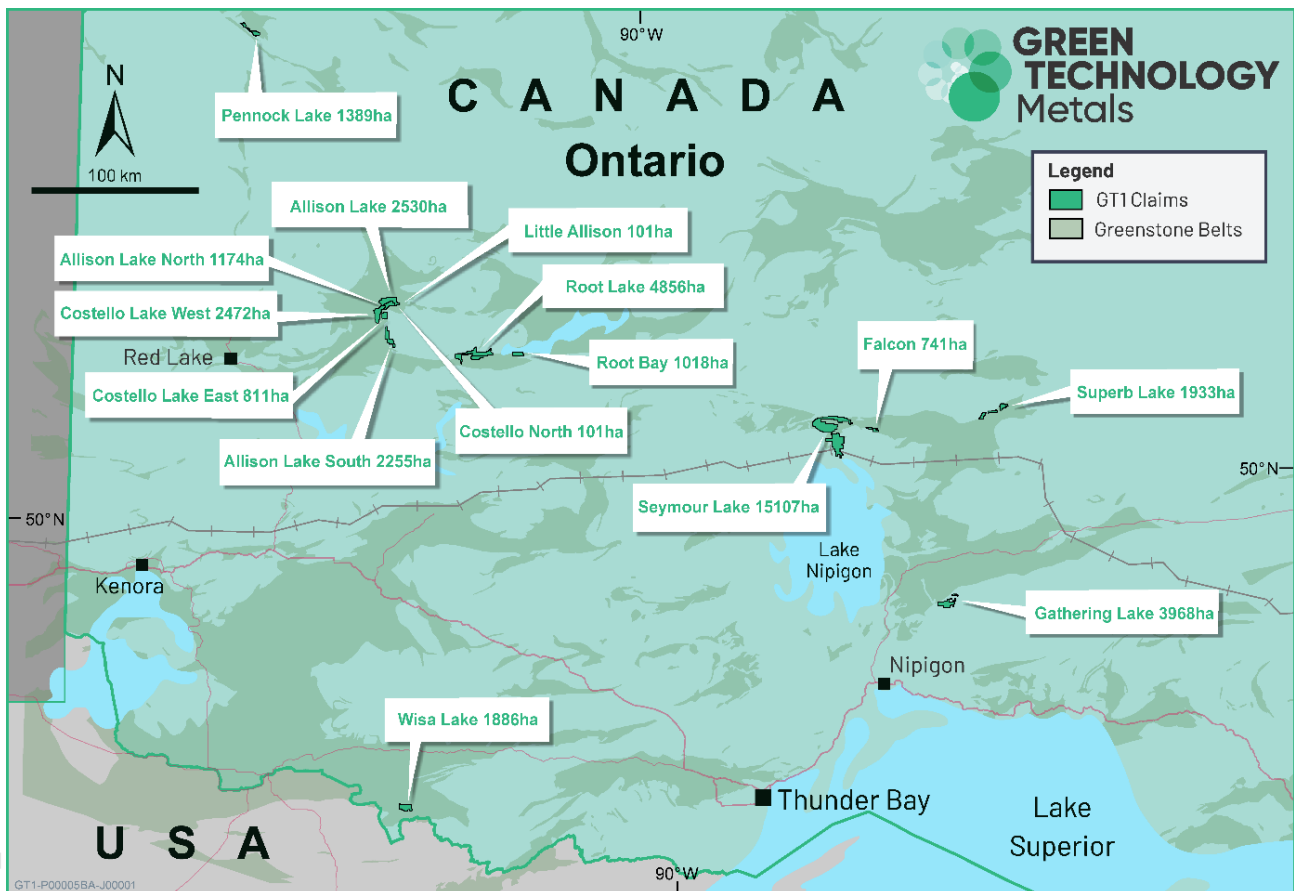 90°W
GREEN
TECHNOLOGY
Metals
N
CANADA
Pennock Lake 1389ha
Ontario
Legend
GT1 Claims
Greenstone Belts
100 km
Allison Lake 2530ha
Little Allison 101ha
Allison Lake North 1174ha
Root Lake 4856ha
Costello Lake West 2472ha
Red Lake
Root Bay 1018ha
Falcon 741ha
Costello Lake East 811ha
Superb Lake 1933ha
Costello North 101ha
Allison Lake South 2255ha
50°N
Seymour Lake 15107ha
50°N
Lake
Nipigon
Kenora
Gathering Lake 3968ha
Nipigon
Wisa Lake 1886ha
Thunder Bay
Lake
Superior
USA
90°W
GT1-P00005BA-J00001